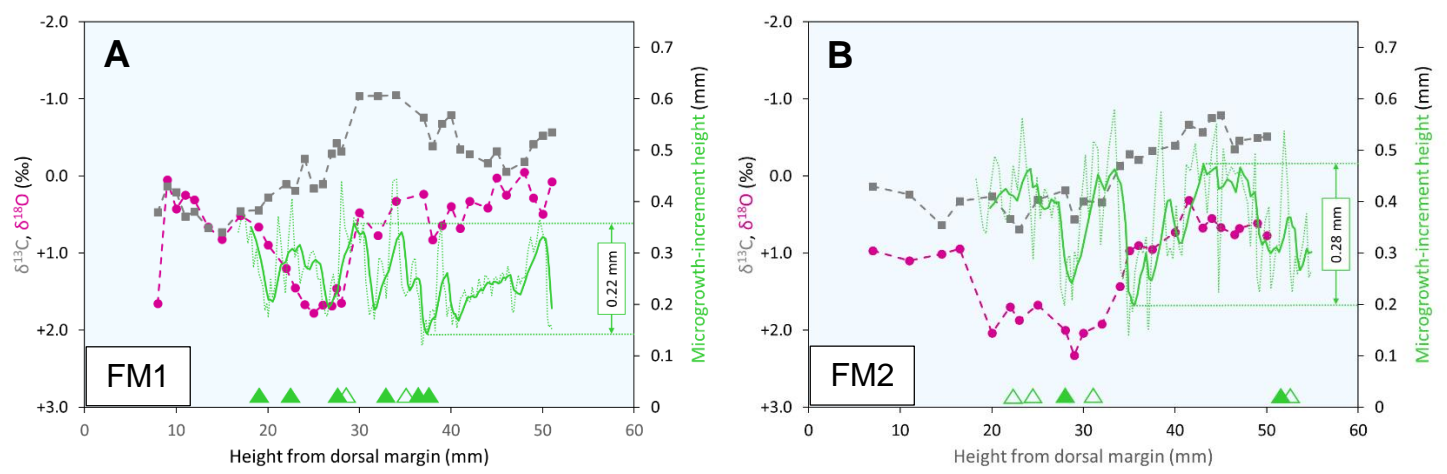 A
-2.0
-1.0
0.0
+1.0
+2.0
+3.0
δ¹³C, δ¹⁸O (‰)
0.7
0.6
0.5
0.4
0.3
0.2
0.1
0
Microgrowth-increment height (mm)
0.22 mm
FM1
0 10 20 30 40 50 60
Height from dorsal margin (mm)
B
-2.0
-1.0
0.0
+1.0
+2.0
+3.0
δ¹³C, δ¹⁸O (‰)
0.7
0.6
0.5
0.4
0.3
0.2
0.1
0
Microgrowth-increment height (mm)
0.28 mm
FM2
0 10 20 30 40 50 60
Height from dorsal margin (mm)